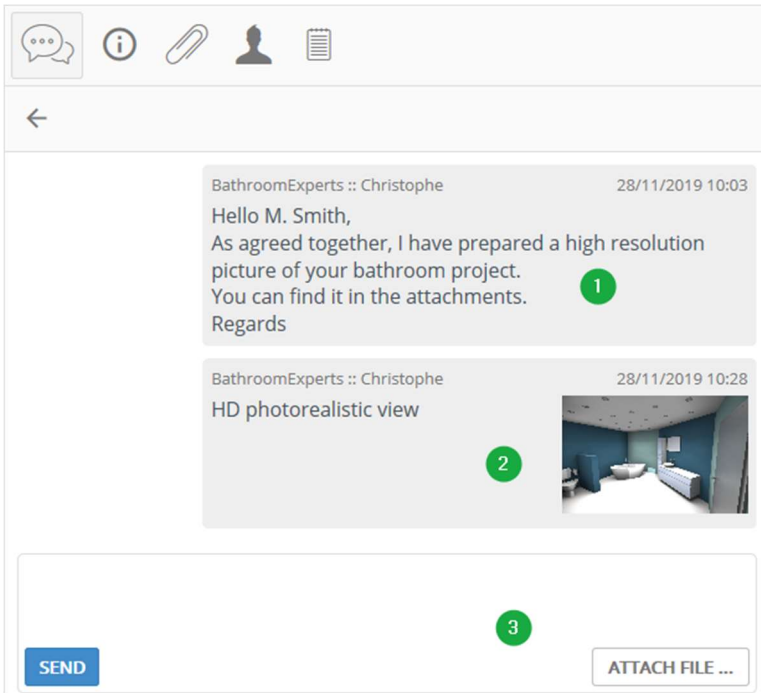 BathroomExperts :: Christophe 28/11/2019 10:03
Hello M. Smith,
As agreed together, I have prepared a high resolution
picture of your bathroom project.
You can find it in the attachments.
1
Regards
BathroomExperts :: Christophe 28/11/2019 10:28
HD photorealistic view
2
3
SEND ATTACH FILE ...